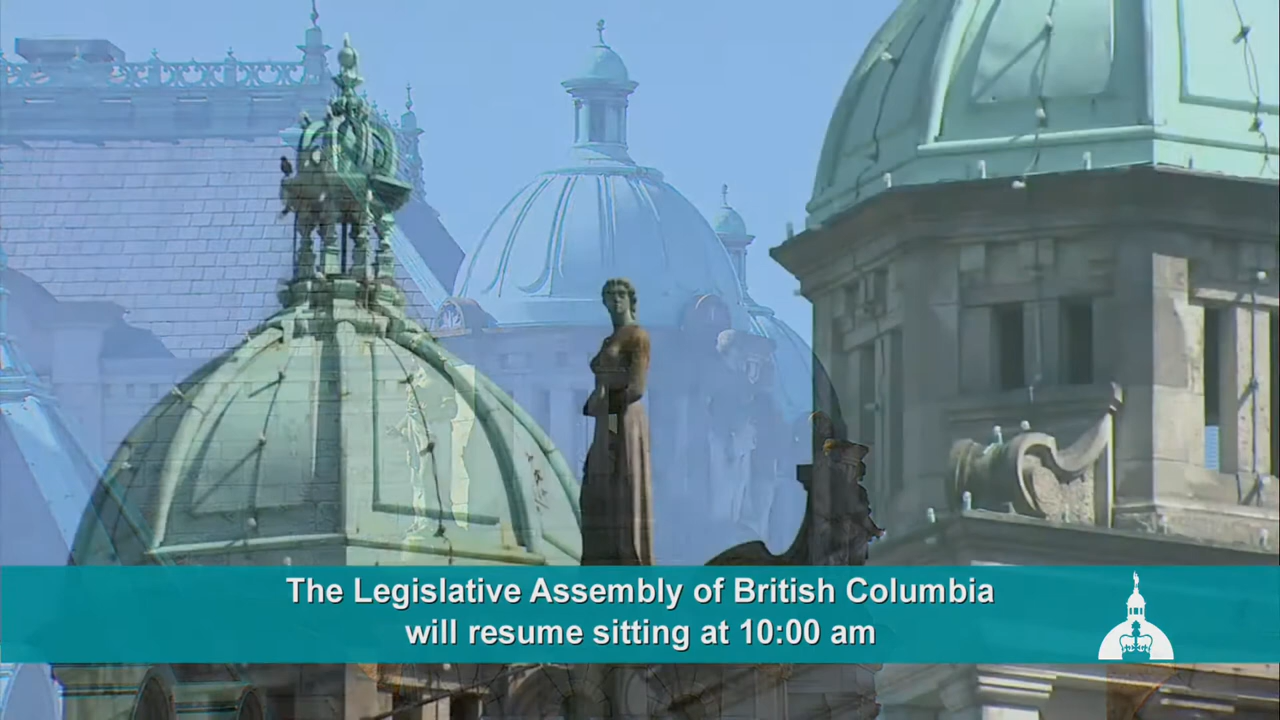 The Legislative Assembly of British Columbia
will resume sitting at 10:00 am